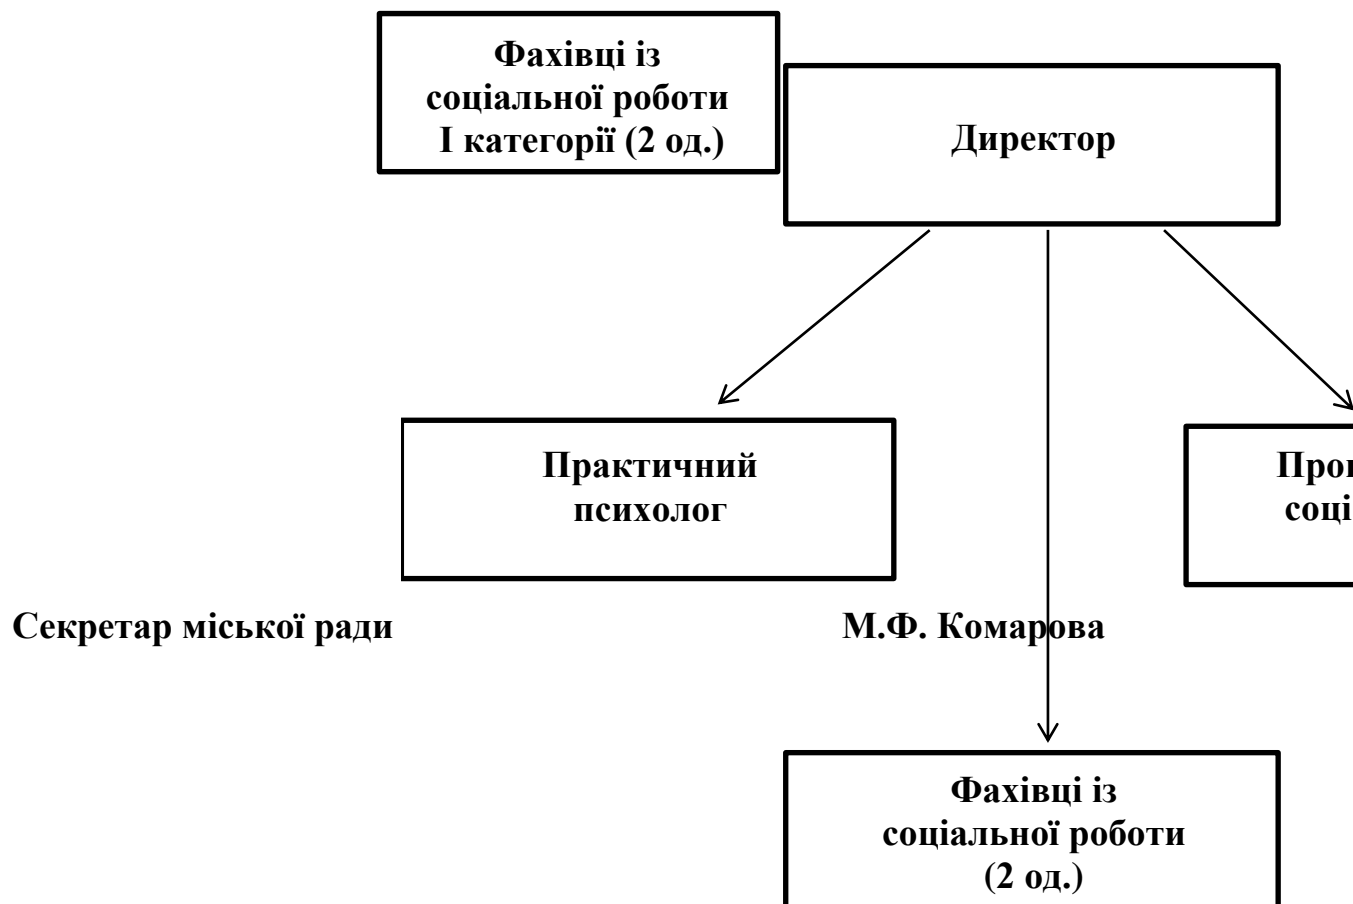 Фахівці із
соціальної роботи
І категорії (2 од.)
Директор
Практичний
психолог
Секретар міської ради
М.Ф. Комарова
Фахівці із
соціальної роботи
(2 од.)